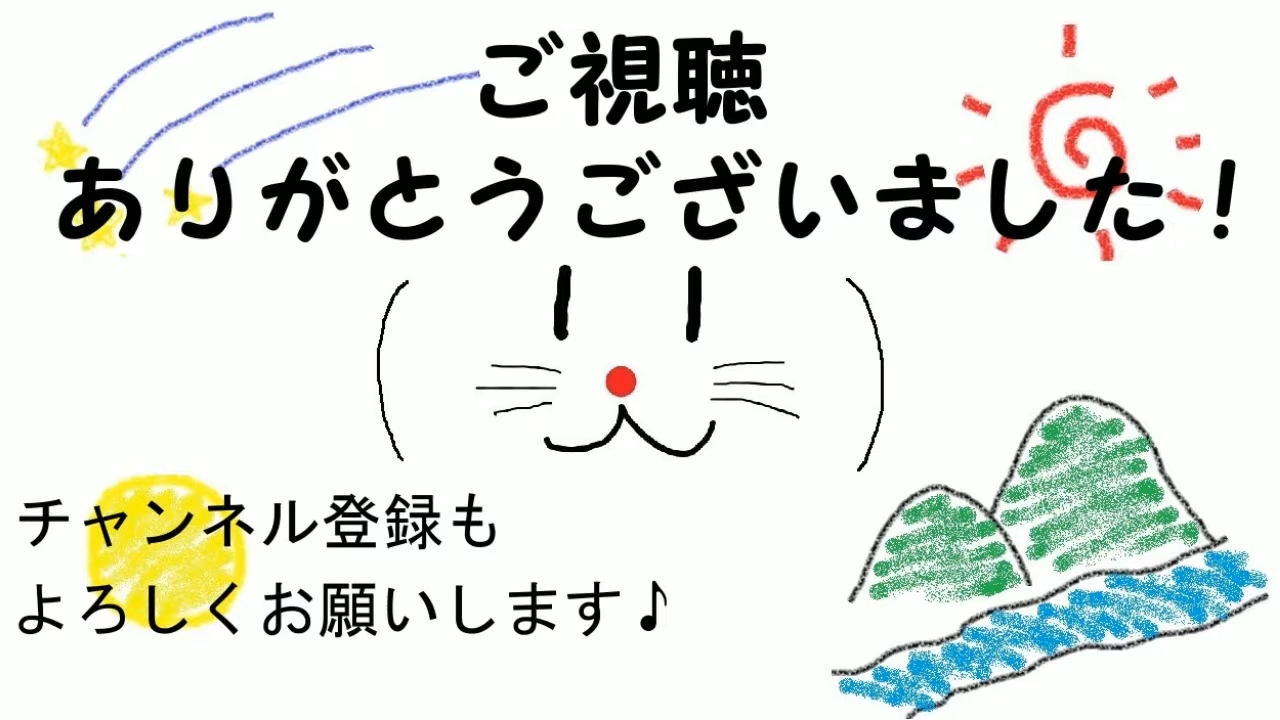 ご視聴
ありがとうございました！
チャンネル登録も
よろしくお願いします♪